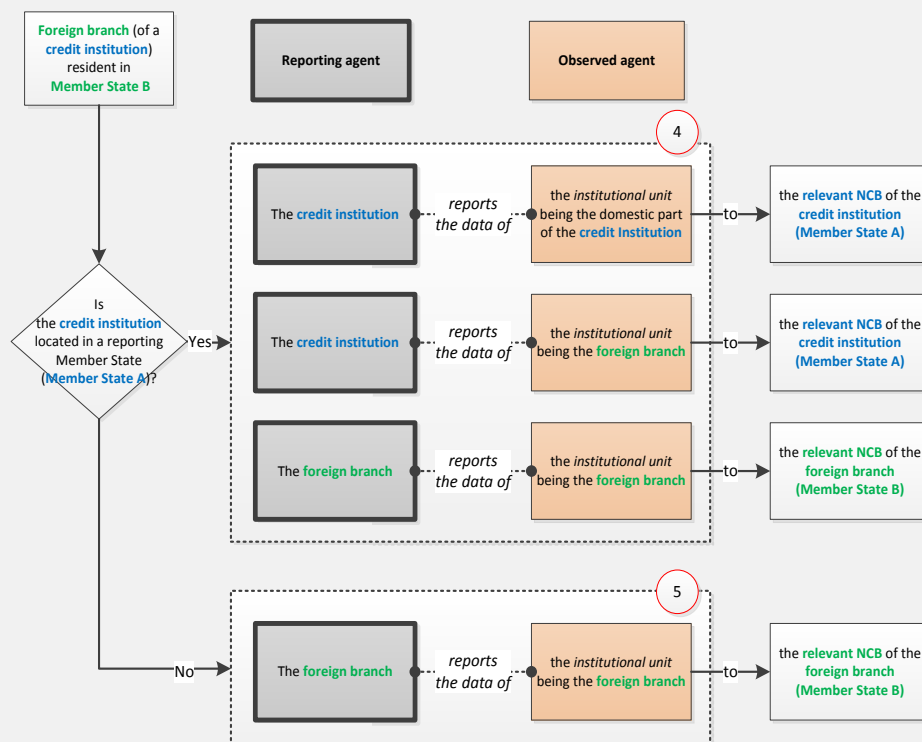 Foreign branch (of a
credit institution)
resident in
Member State B
Reporting agent
Observed agent
4
The credit institution
reports
the data of
the institutional unit
being the domestic part
of the credit Institution
to
the relevant NCB of the
credit institution
(Member State A)
Is
the credit institution
located in a reporting
Member State
(Member State A)?
Yes
The credit institution
reports
the data of
the institutional unit
being the foreign branch
to
the relevant NCB of the
credit institution
(Member State A)
The foreign branch
reports
the data of
the institutional unit
being the foreign branch
to
the relevant NCB of the
foreign branch
(Member State B)
5
No
The foreign branch
reports
the data of
the institutional unit
being the foreign branch
to
the relevant NCB of the
foreign branch
(Member State B)